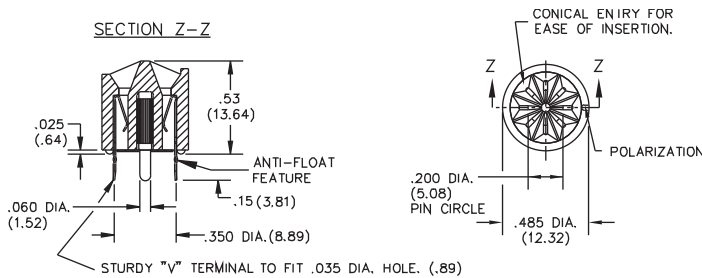 SECTION Z-Z
.53
(13.64)
.025
(.64)
ANTI-FLOAT
FEATURE
.060 DIA.
(1.52)
.15 (3.81)
.350 DIA.(8.89)
STURDY "V" TERMINAL TO FIT .035 DIA. HOLE. (.89)
CONICAL ENTRY FOR
EASE OF INSERTION.
Z
Z
POLARIZATION
.200 DIA.
(5.08)
PIN CIRCLE
.485 DIA.
(12.32)